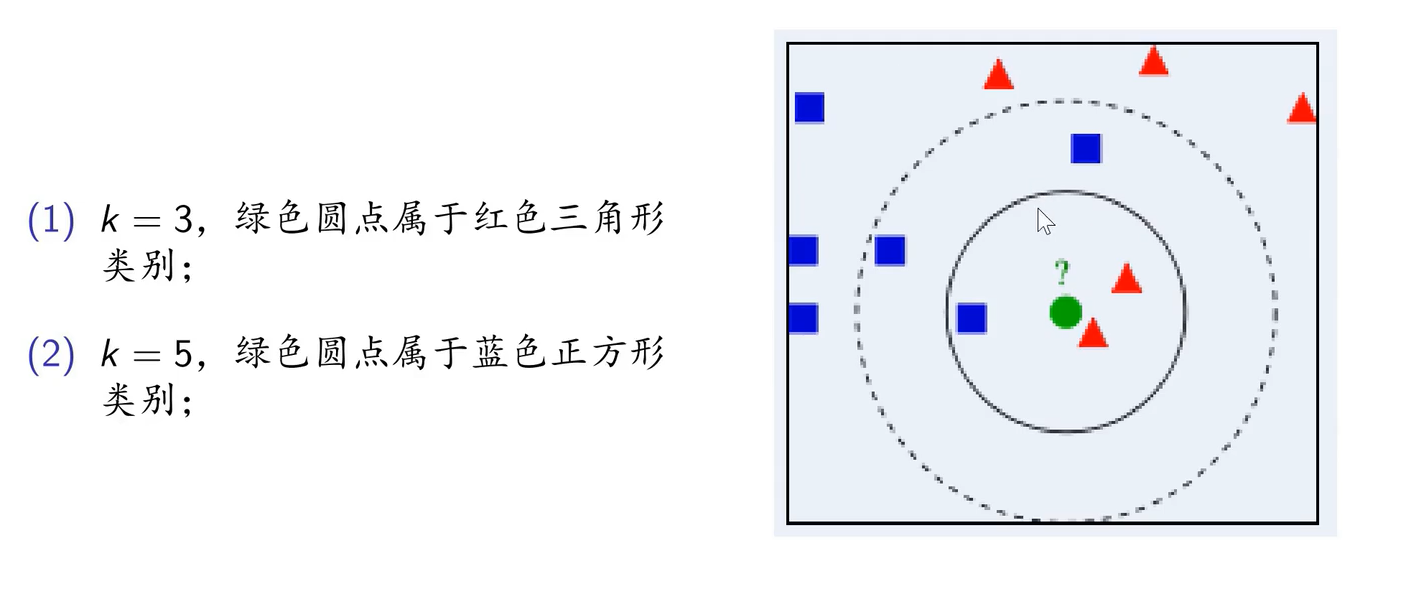 (1) k = 3，绿色圆点属于红色三角形
类别；
(2) k = 5，绿色圆点属于蓝色正方形
类别；
?